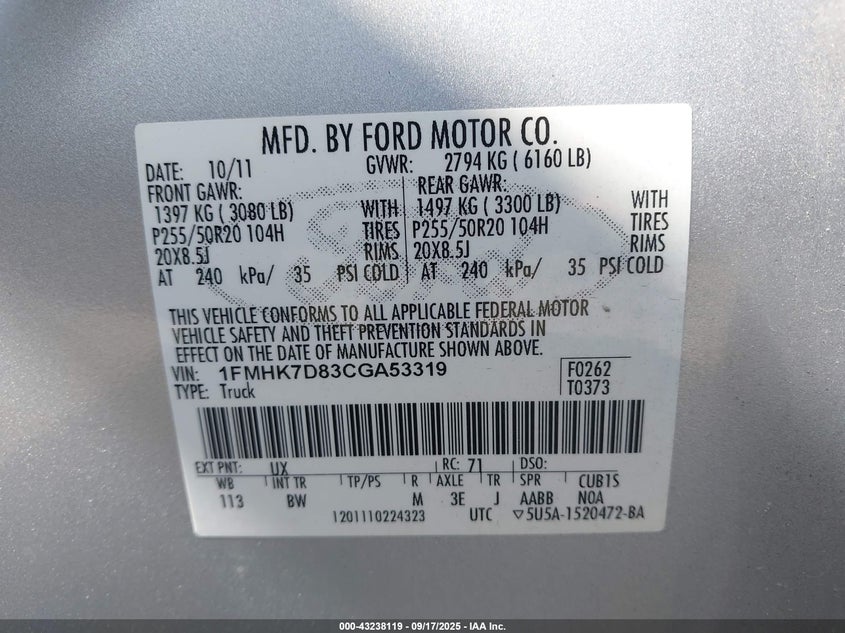 MFD. BY FORD MOTOR CO.
DATE: 10/11 GVWR: 2794 KG ( 6160 LB)
FRONT GAWR: REAR GAWR:
1397 KG ( 3080 LB) WITH 1497 KG ( 3300 LB) WITH
P255/50R20 104H TIRES P255/50R20 104H TIRES
20X8.5J RIMS 20X8.5J RIMS
AT 240 kPa/ 35 PSI COLD AT 240 kPa/ 35 PSI COLD
THIS VEHICLE CONFORMS TO ALL APPLICABLE FEDERAL MOTOR
VEHICLE SAFETY AND THEFT PREVENTION STANDARDS IN
EFFECT ON THE DATE OF MANUFACTURE SHOWN ABOVE.
VIN: 1FMHK7D83CGA53319 F0262
TYPE: Truck T0373
EXT PNT: UX RC: 71 DSO:
WB INT TR TP/PS R AXLE TR SPR CUB1S
113 BW M 3E J AABB NOA
1201110224323 UTC ▽5U5A-1520472-BA
000-43238119 - 09/17/2025 - IAA Inc.